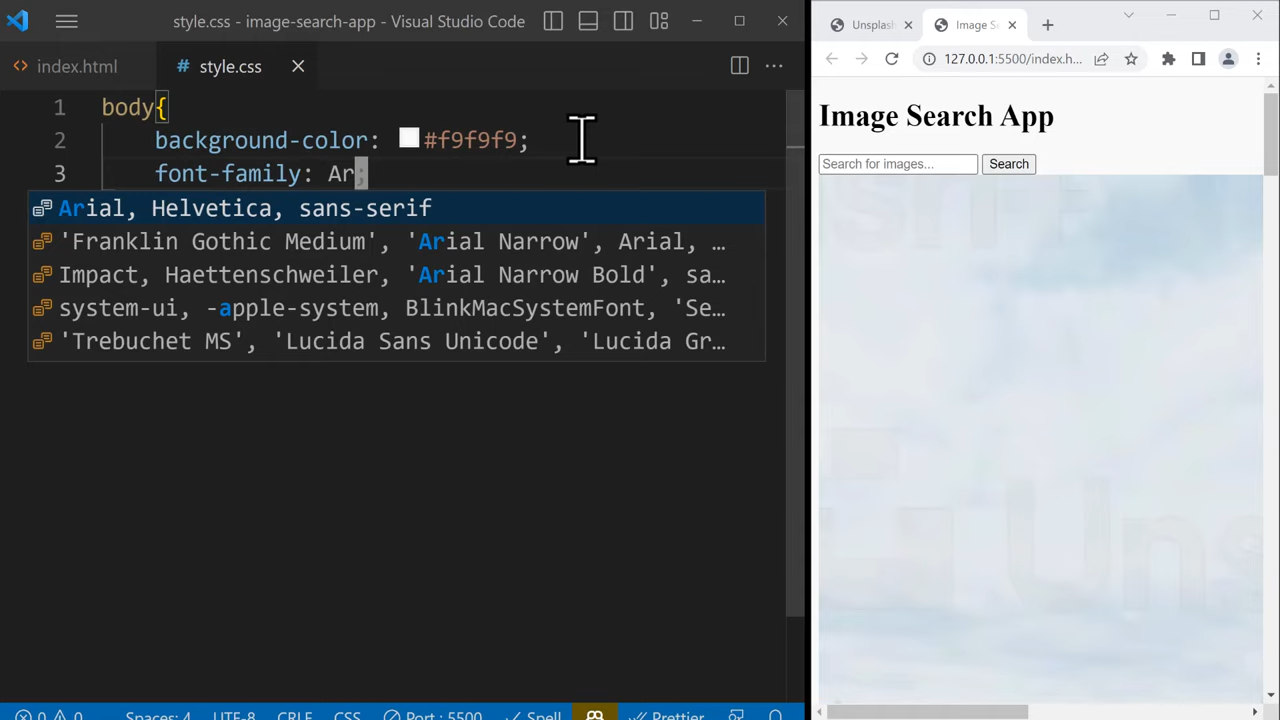 style.css - image-search-app - Visual Studio Code
index.html
style.css
1 body{
2 background-color: #f9f9f9;
3 font-family: Ar;
Arial, Helvetica, sans-serif
'Franklin Gothic Medium', 'Arial Narrow', Arial, …
Impact, Haettenschweiler, 'Arial Narrow Bold', sa…
system-ui, -apple-system, BlinkMacSystemFont, 'Se…
'Trebuchet MS', 'Lucida Sans Unicode', 'Lucida Gr…
0 0 Spaces: 4 UTF-8 CRLF CSS Port : 5500 Spell Prettier
Unsplash
Image Se
127.0.0.1:5500/index.h...
Image Search App
Search for images... Search
Uns